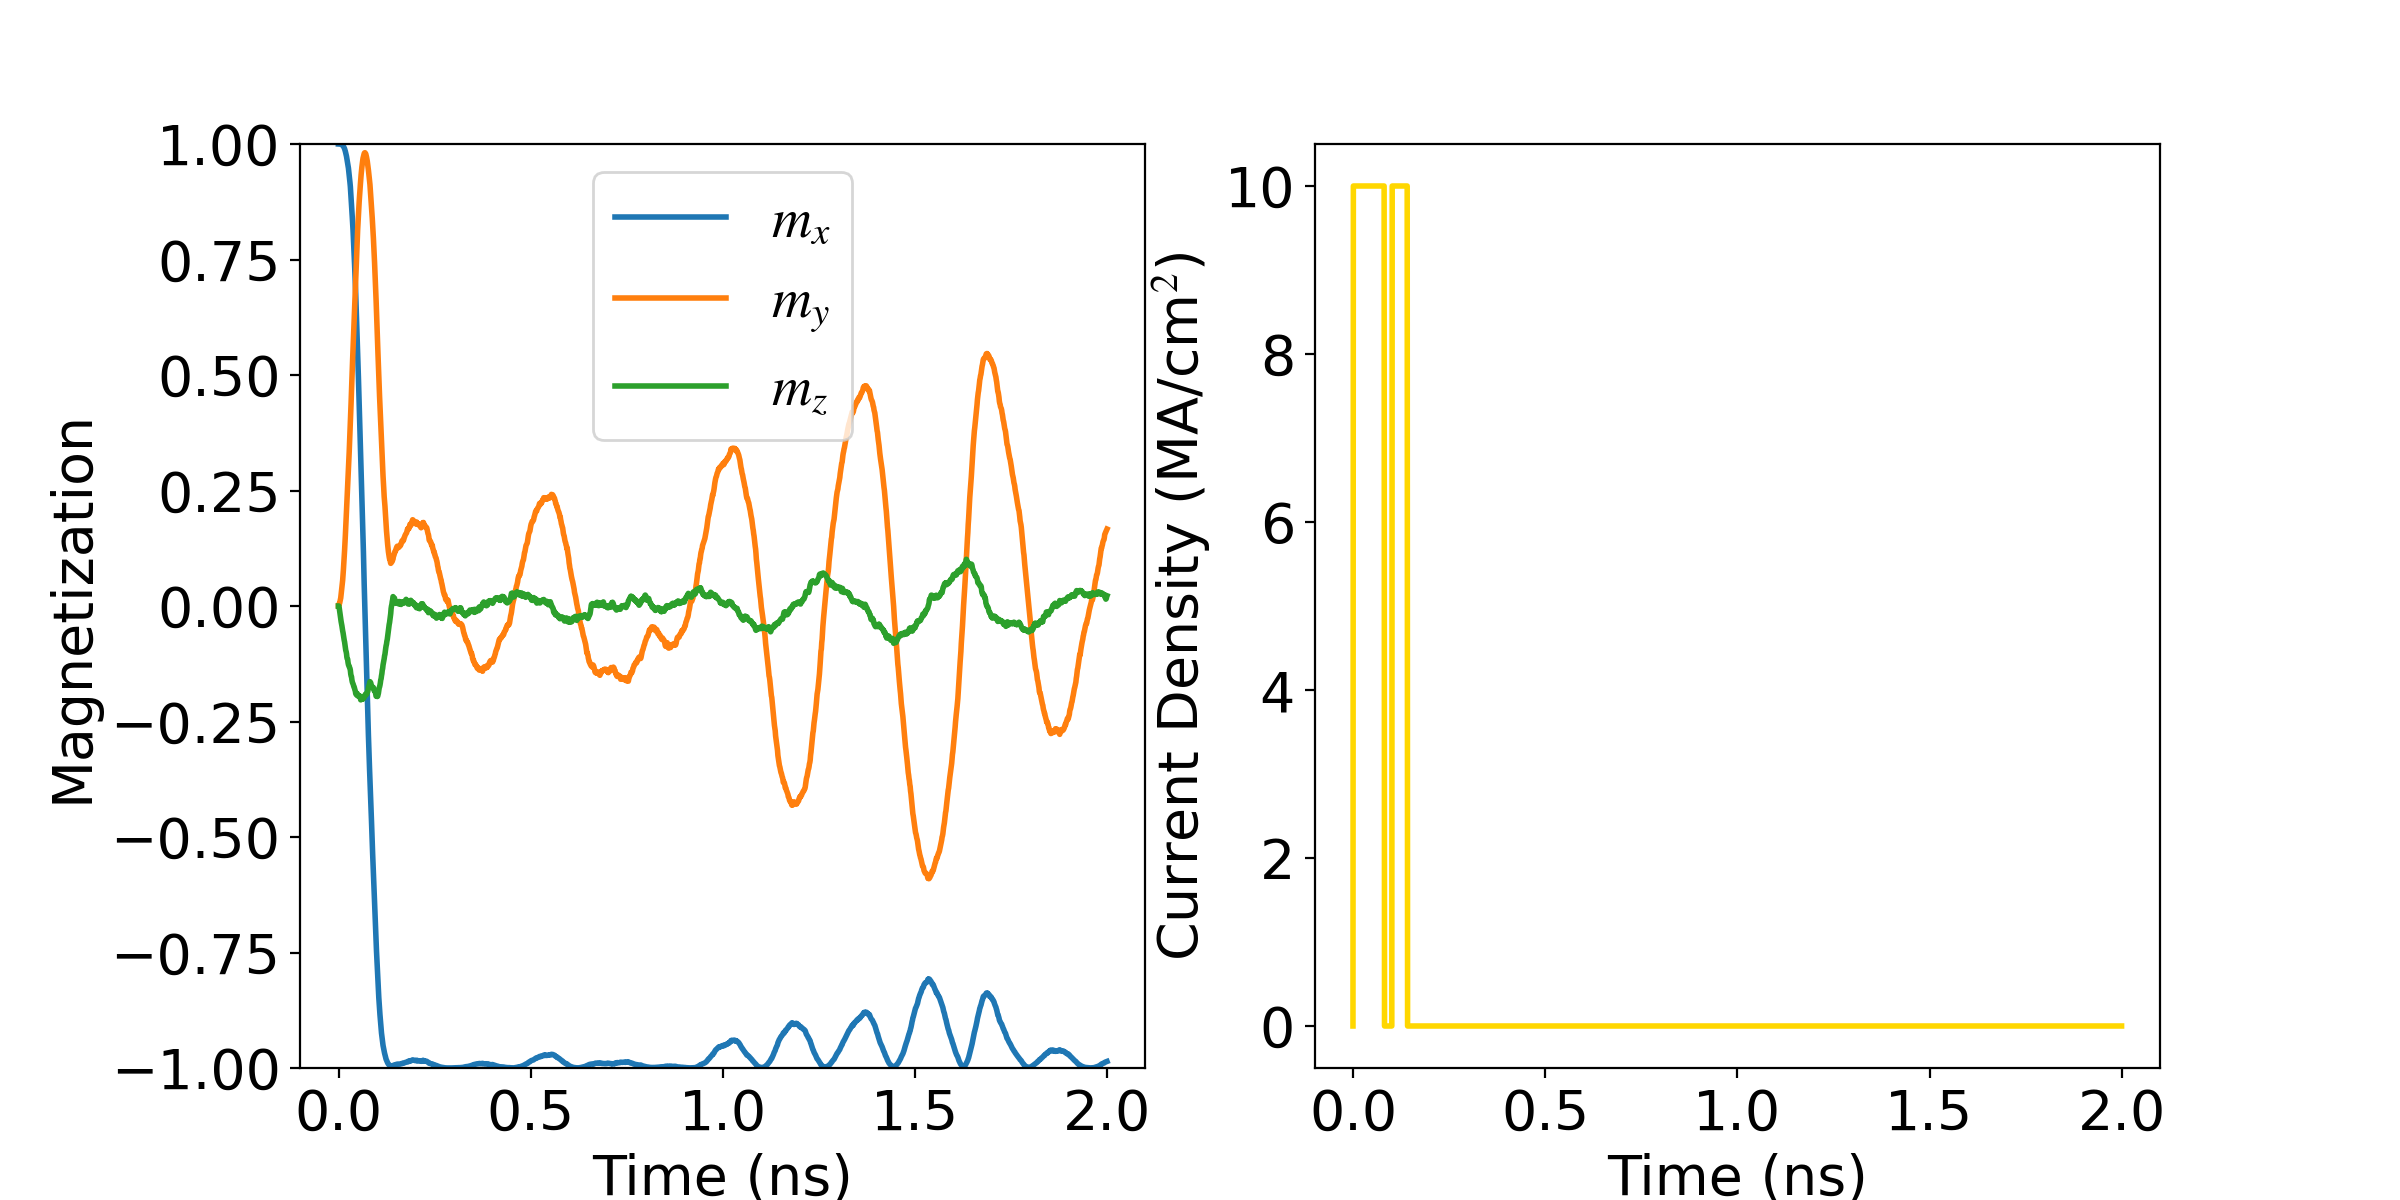 1.00
0.75
0.50
0.25
0.00
−0.25
−0.50
−0.75
−1.00
Magnetization
0.0 0.5 1.0 1.5 2.0
Time (ns)
m_x
m_y
m_z
10
8
6
4
2
0
Current Density (MA/cm²)
0.0 0.5 1.0 1.5 2.0
Time (ns)